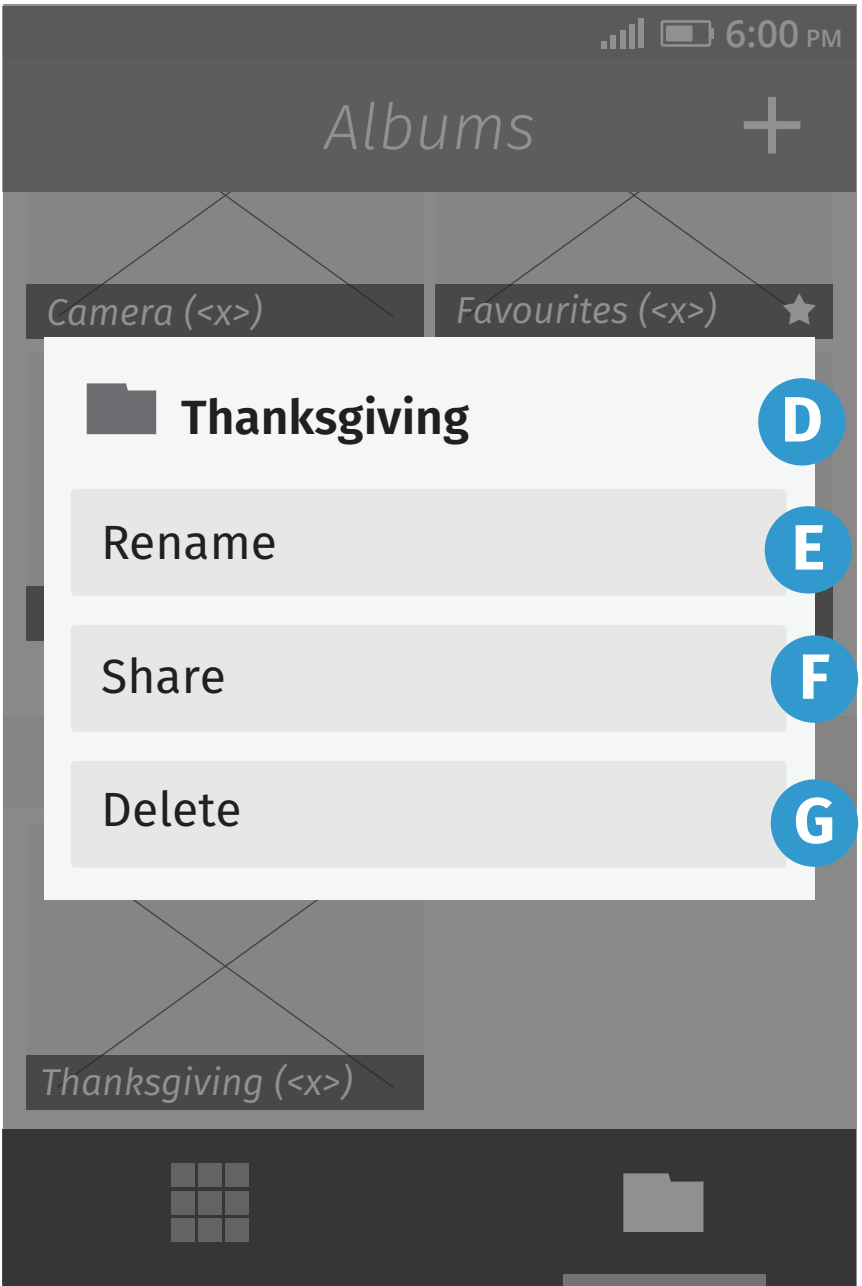 6:00 PM
Albums
Camera (<x>)
Favourites (<x>)
Thanksgiving
D
Rename
E
Share
F
Delete
G
Thanksgiving (<x>)